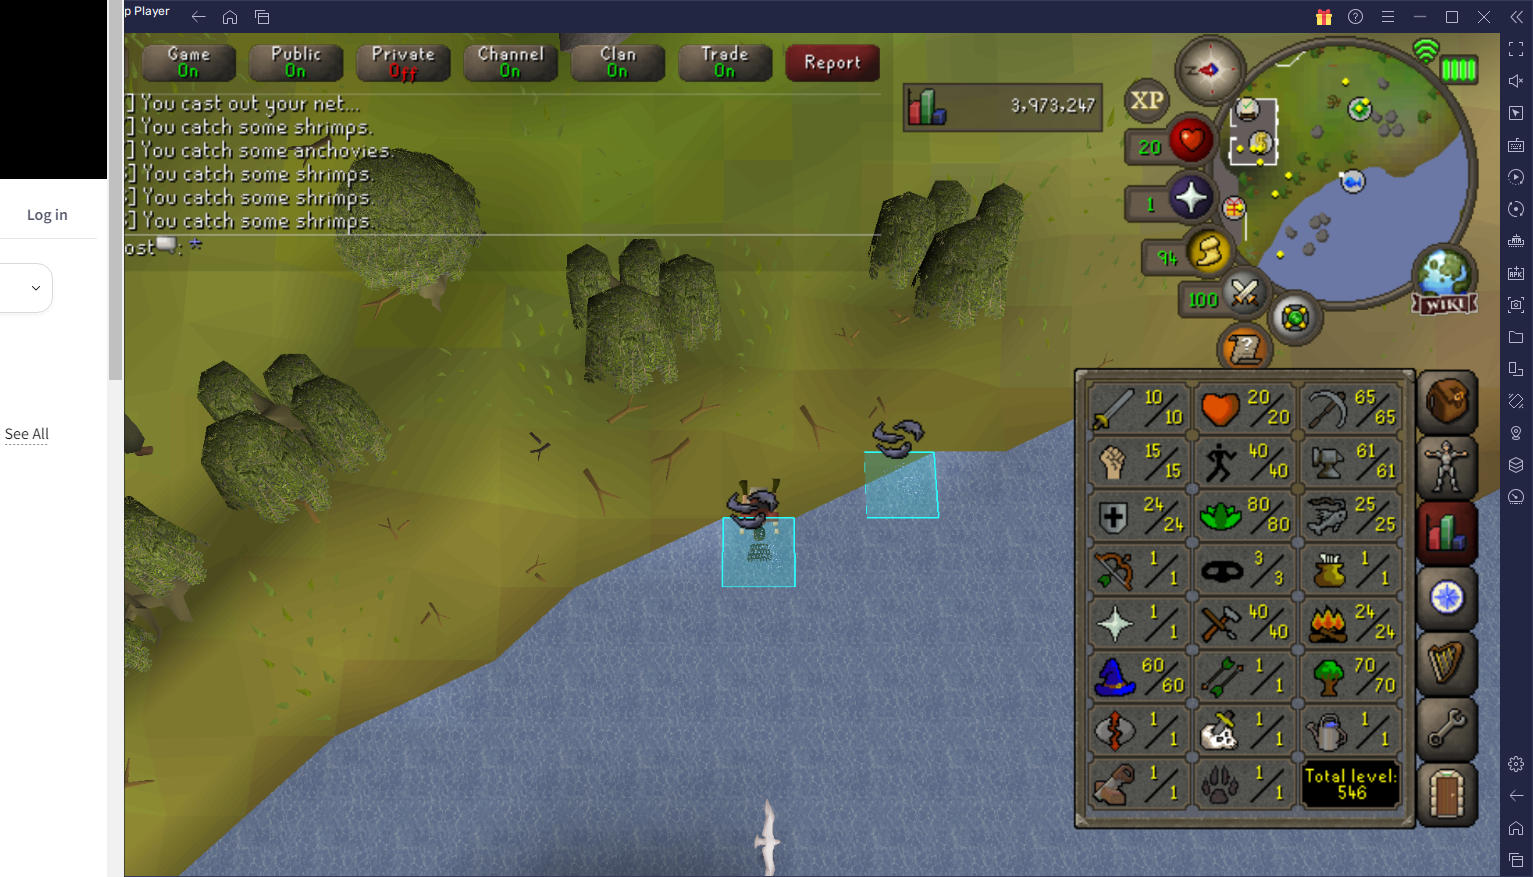 p Player
Log in
See All
Game
On
Public
On
Private
Off
Channel
On
Clan
On
Trade
On
Report
] You cast out your net...
] You catch some shrimps.
] You catch some anchovies.
] You catch some shrimps.
] You catch some shrimps.
] You catch some shrimps.
ost: *
3,973,247
XP
20
1
94
100
WIKI
10/10
20/20
65/65
15/15
40/40
61/61
24/24
80/80
25/25
1/1
3/3
1/1
1/1
40/40
24/24
60/60
1/1
70/70
1/1
1/1
1/1
1/1
1/1
Total level:
546
APK